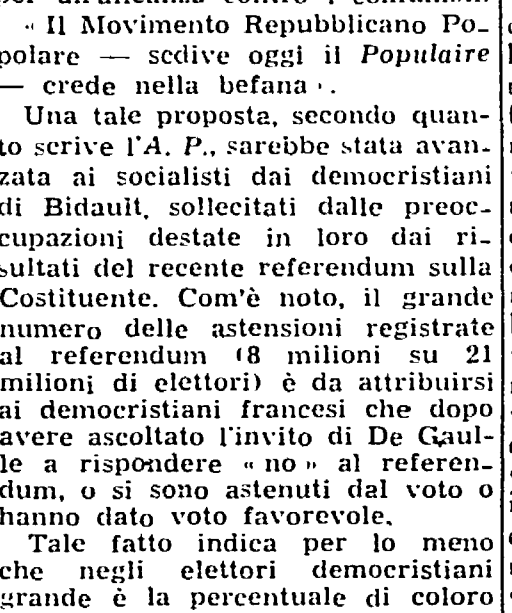 « Il Movimento Repubblicano Po-
polare — scdive oggi il Populaire
— crede nella befana ».
Una tale proposta, secondo quan-
to scrive l'A. P., sarebbe stata avan-
zata ai socialisti dai democristiani
di Bidault, sollecitati dalle preoc-
cupazioni destate in loro dai ri-
sultati del recente referendum sulla
Costituente. Com'è noto, il grande
numero delle astensioni registrate
al referendum (8 milioni su 21
milioni di elettori) è da attribuirsi
ai democristiani francesi che dopo
avere ascoltato l'invito di De Gaul-
le a rispondere « no » al referen-
dum, o si sono astenuti dal voto o
hanno dato voto favorevole.
Tale fatto indica per lo meno
che negli elettori democristiani
grande è la percentuale di coloro